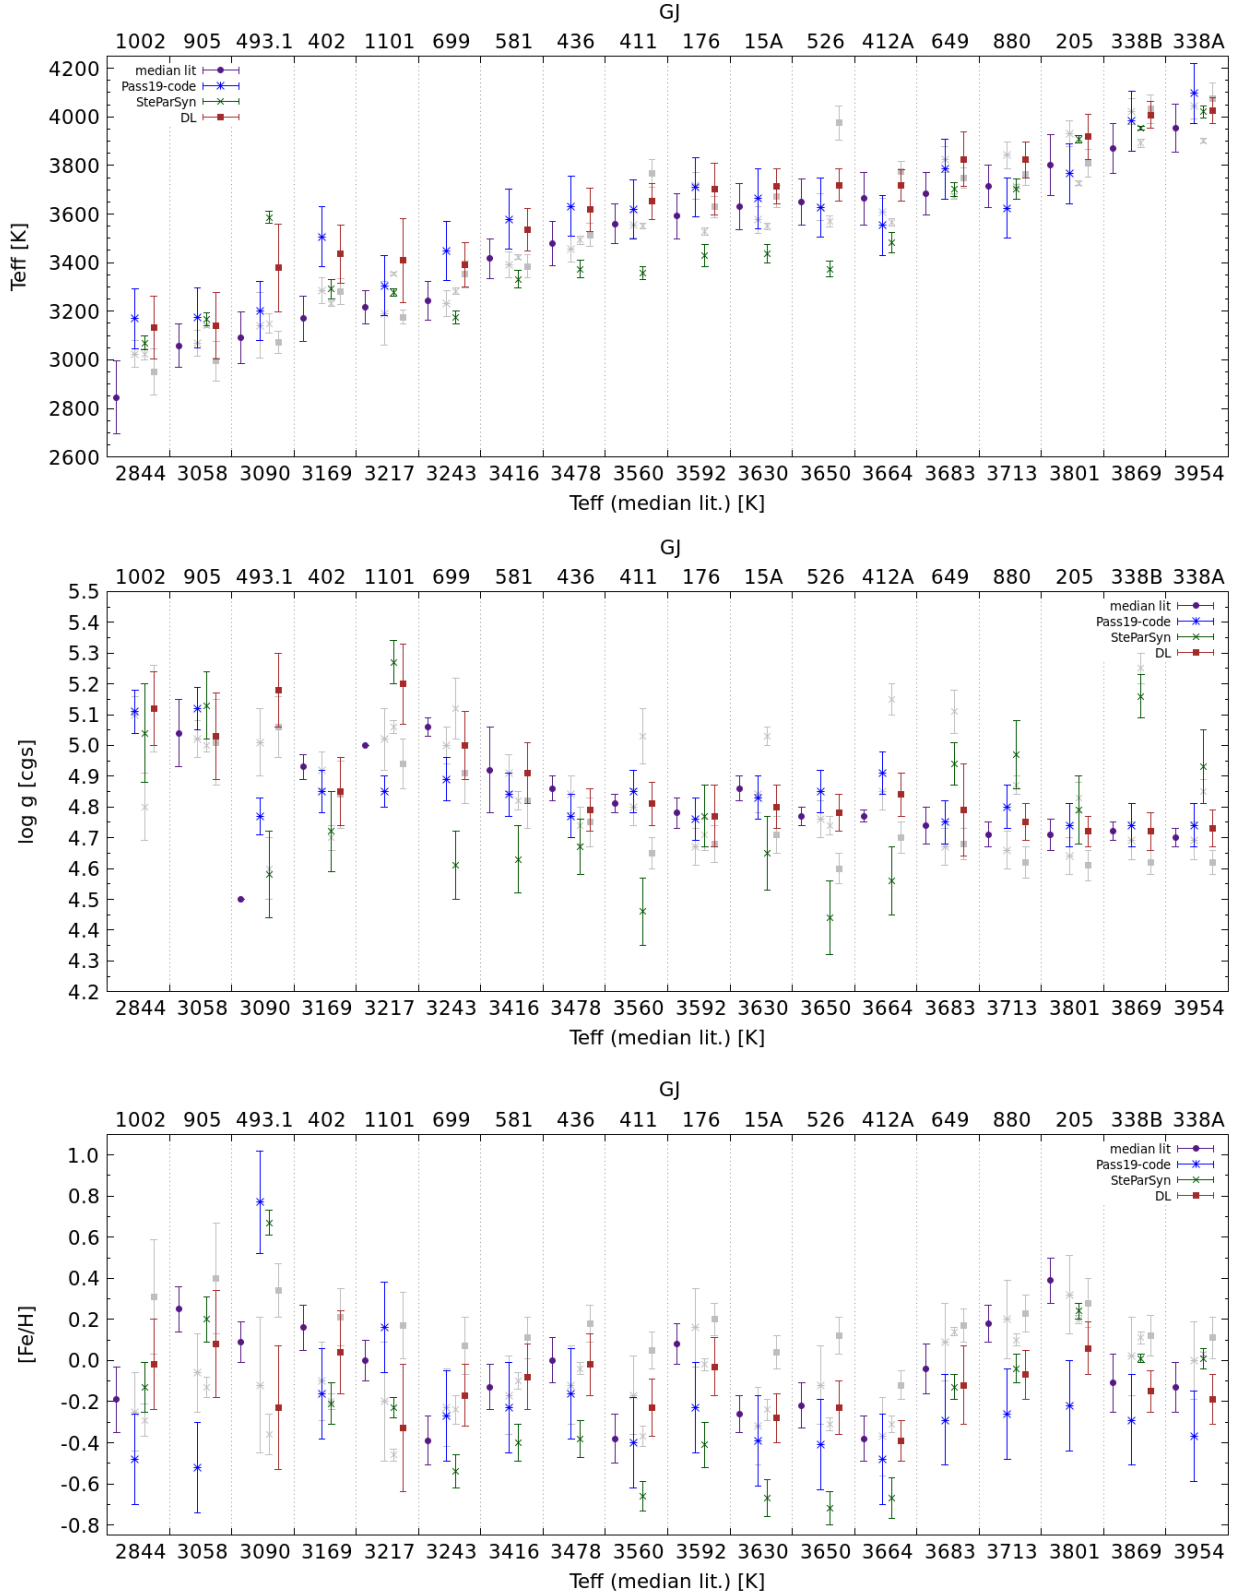 GJ
1002 905 493.1 402 1101 699 581 436 411 176 15A 526 412A 649 880 205 338B 338A
median lit
Pass19-code
SteParSyn
DL
4200
4000
3800
3600
3400
3200
3000
2800
2600
Teff [K]
2844 3058 3090 3169 3217 3243 3416 3478 3560 3592 3630 3650 3664 3683 3713 3801 3869 3954
Teff (median lit.) [K]
GJ
1002 905 493.1 402 1101 699 581 436 411 176 15A 526 412A 649 880 205 338B 338A
median lit
Pass19-code
SteParSyn
DL
5.5
5.4
5.3
5.2
5.1
5.0
4.9
4.8
4.7
4.6
4.5
4.4
4.3
4.2
log g [cgs]
2844 3058 3090 3169 3217 3243 3416 3478 3560 3592 3630 3650 3664 3683 3713 3801 3869 3954
Teff (median lit.) [K]
GJ
1002 905 493.1 402 1101 699 581 436 411 176 15A 526 412A 649 880 205 338B 338A
median lit
Pass19-code
SteParSyn
DL
1.0
0.8
0.6
0.4
0.2
0.0
-0.2
-0.4
-0.6
-0.8
[Fe/H]
2844 3058 3090 3169 3217 3243 3416 3478 3560 3592 3630 3650 3664 3683 3713 3801 3869 3954
Teff (median lit.) [K]